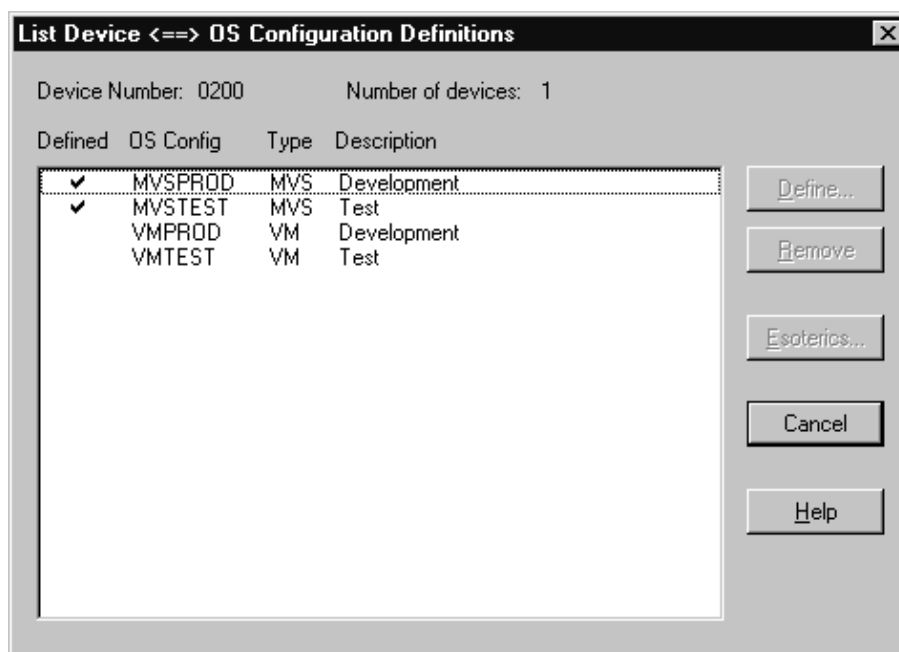 List Device <==> OS Configuration Definitions
Device Number: 0200 Number of devices: 1
Defined OS Config Type Description
✔ MVSPROD MVS Development
✔ MVSTEST MVS Test
VMPROD VM Development
VMTEST VM Test
Define...
Remove
Esoterics...
Cancel
Help